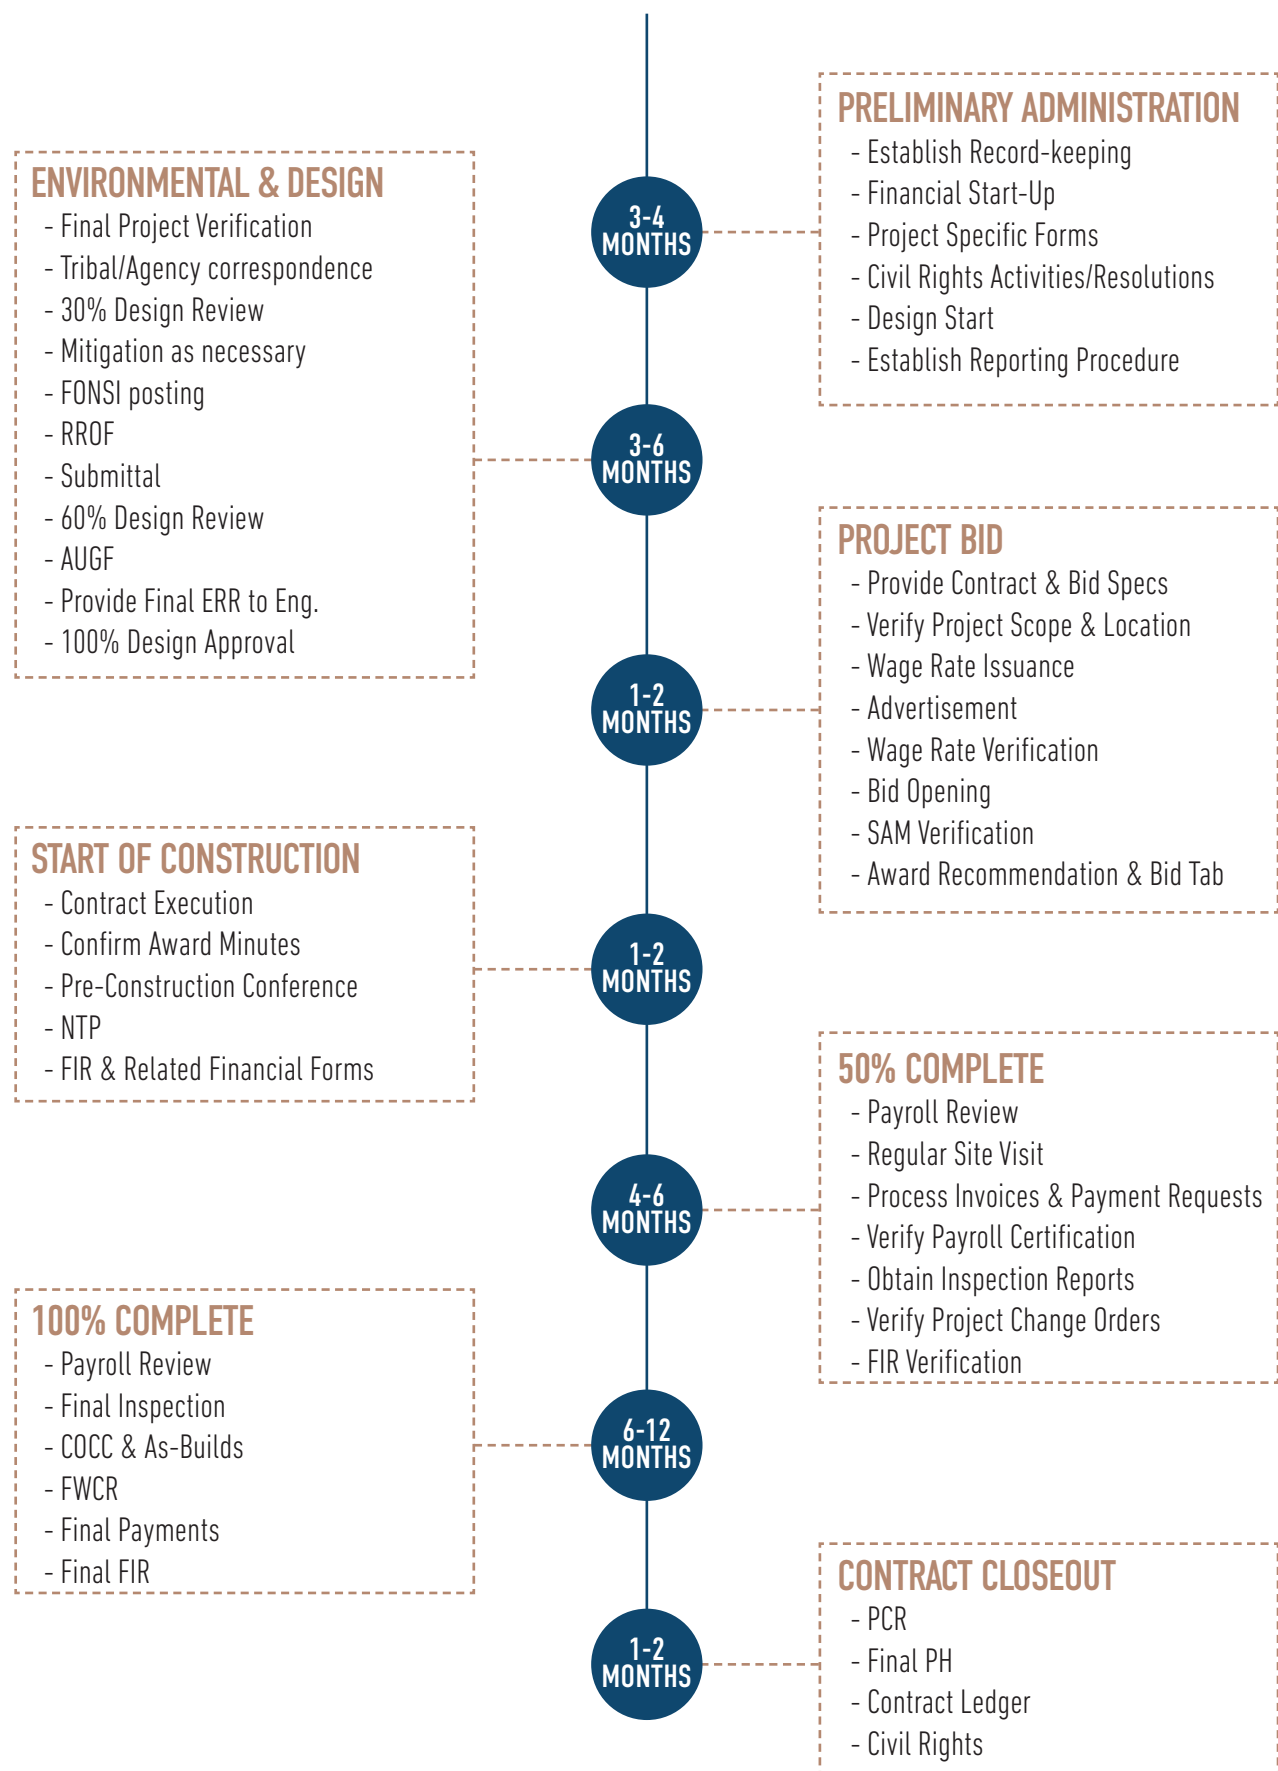 3-4
MONTHS
PRELIMINARY ADMINISTRATION
- Establish Record-keeping
- Financial Start-Up
- Project Specific Forms
- Civil Rights Activities/Resolutions
- Design Start
- Establish Reporting Procedure
ENVIRONMENTAL & DESIGN
- Final Project Verification
- Tribal/Agency correspondence
- 30% Design Review
- Mitigation as necessary
- FONSI posting
- RROF
- Submittal
- 60% Design Review
- AUGF
- Provide Final ERR to Eng.
- 100% Design Approval
3-6
MONTHS
1-2
MONTHS
PROJECT BID
- Provide Contract & Bid Specs
- Verify Project Scope & Location
- Wage Rate Issuance
- Advertisement
- Wage Rate Verification
- Bid Opening
- SAM Verification
- Award Recommendation & Bid Tab
START OF CONSTRUCTION
- Contract Execution
- Confirm Award Minutes
- Pre-Construction Conference
- NTP
- FIR & Related Financial Forms
1-2
MONTHS
4-6
MONTHS
50% COMPLETE
- Payroll Review
- Regular Site Visit
- Process Invoices & Payment Requests
- Verify Payroll Certification
- Obtain Inspection Reports
- Verify Project Change Orders
- FIR Verification
100% COMPLETE
- Payroll Review
- Final Inspection
- COCC & As-Builds
- FWCR
- Final Payments
- Final FIR
6-12
MONTHS
1-2
MONTHS
CONTRACT CLOSEOUT
- PCR
- Final PH
- Contract Ledger
- Civil Rights